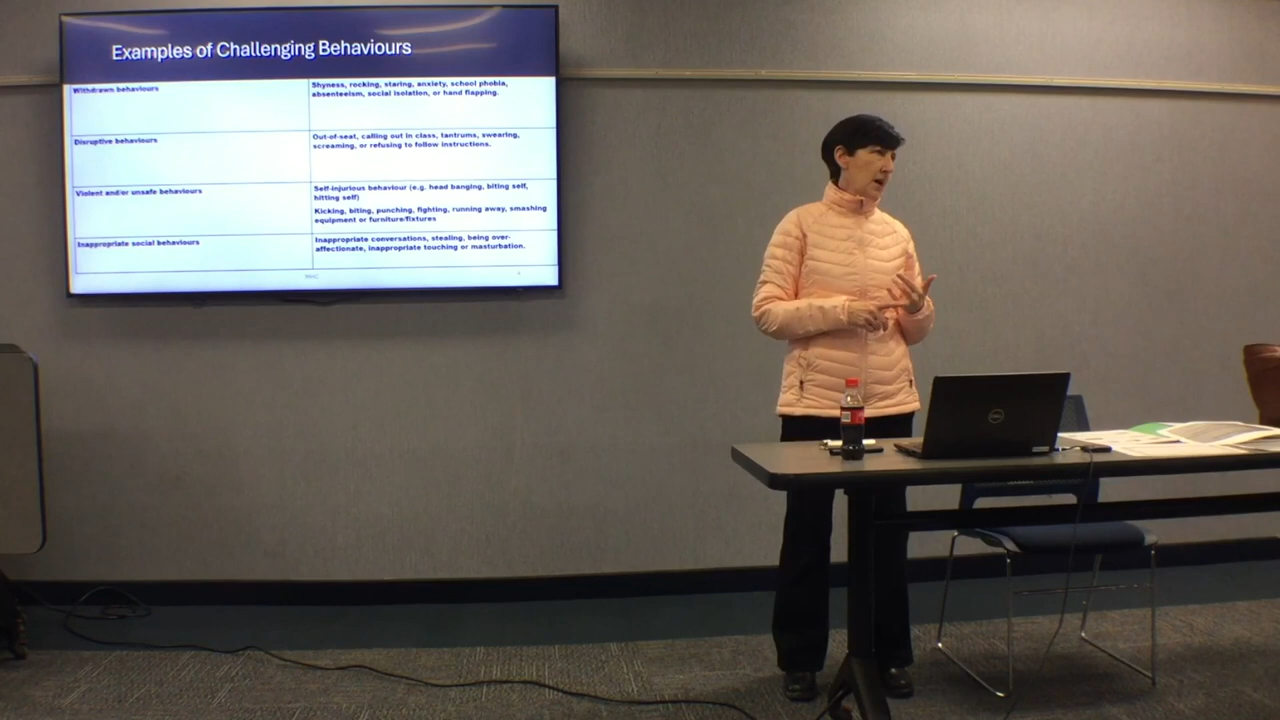 Examples of Challenging Behaviours
Withdrawn behaviours
Shyness, rocking, staring, anxiety, school phobia,
absenteeism, social isolation, or hand flapping.
Disruptive behaviours
Out-of-seat, calling out in class, tantrums, swearing,
screaming, or refusing to follow instructions.
Violent and/or unsafe behaviours
Self-injurious behaviour (e.g. head banging, biting self,
hitting self)
Kicking, biting, punching, fighting, running away, smashing
equipment or furniture/fixtures
Inappropriate social behaviours
Inappropriate conversations, stealing, being over-
affectionate, inappropriate touching or masturbation.
DELL